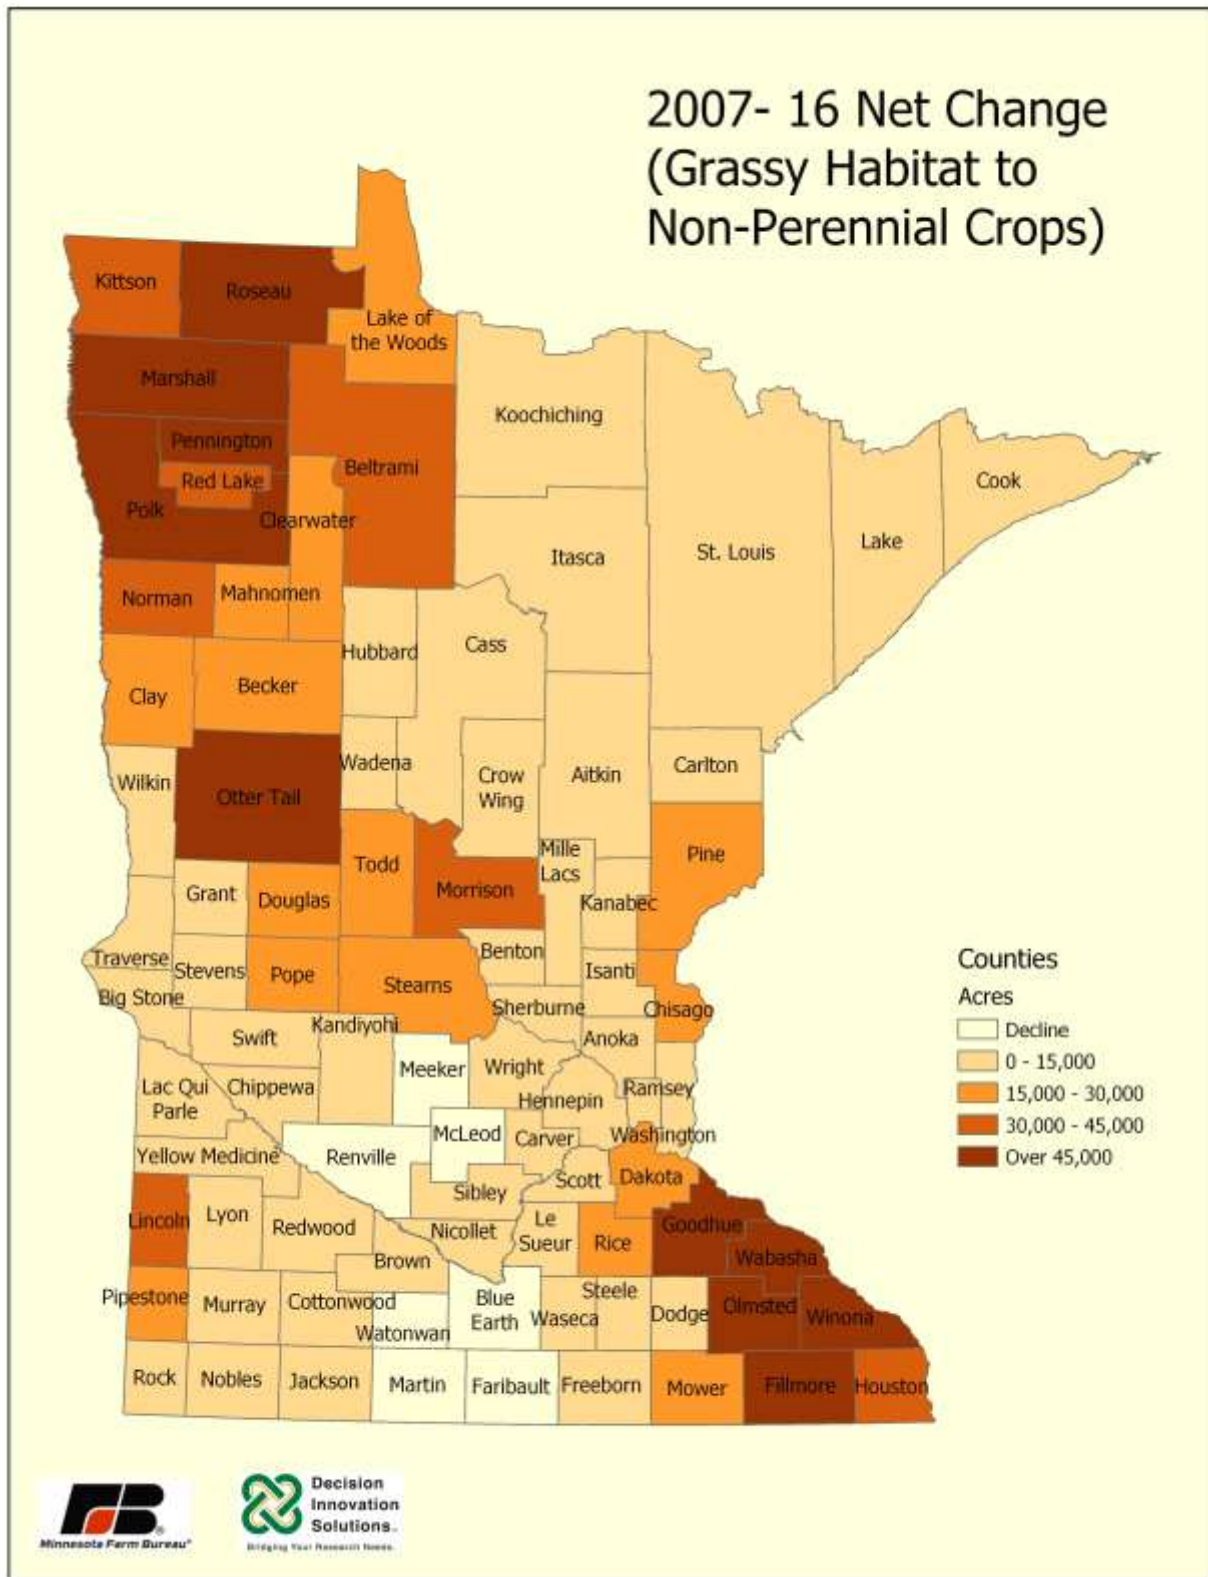 2007- 16 Net Change
(Grassy Habitat to
Non-Perennial Crops)
Kittson
Roseau
Lake of
the Woods
Marshall
Koochiching
Pennington
Beltrami
Red Lake
Cook
Polk
Clearwater
St. Louis
Lake
Itasca
Norman
Mahnomen
Hubbard
Cass
Clay
Becker
Wilkin
Wadena
Crow
Wing
Aitkin
Carlton
Otter Tail
Mille
Lacs
Pine
Todd
Morrison
Grant
Douglas
Kanabec
Traverse
Stevens
Pope
Stearns
Benton
Isanti
Big Stone
Sherburne
Chisago
Swift
Kandiyohi
Anoka
Meeker
Wright
Lac Qui
Parle
Chippewa
Hennepin
Ramsey
McLeod
Carver
Washington
Yellow Medicine
Renville
Scott
Dakota
Sibley
Lincoln
Lyon
Redwood
Nicollet
Le
Sueur
Rice
Goodhue
Wabasha
Brown
Pipestone
Murray
Cottonwood
Watonwan
Blue
Earth
Waseca
Steele
Dodge
Olmsted
Winona
Rock
Nobles
Jackson
Martin
Faribault
Freeborn
Mower
Fillmore
Houston
Counties
Acres
Decline
0 - 15,000
15,000 - 30,000
30,000 - 45,000
Over 45,000
FB®
Minnesota Farm Bureau®
Decision
Innovation
Solutions
Bridging Your Research Needs.